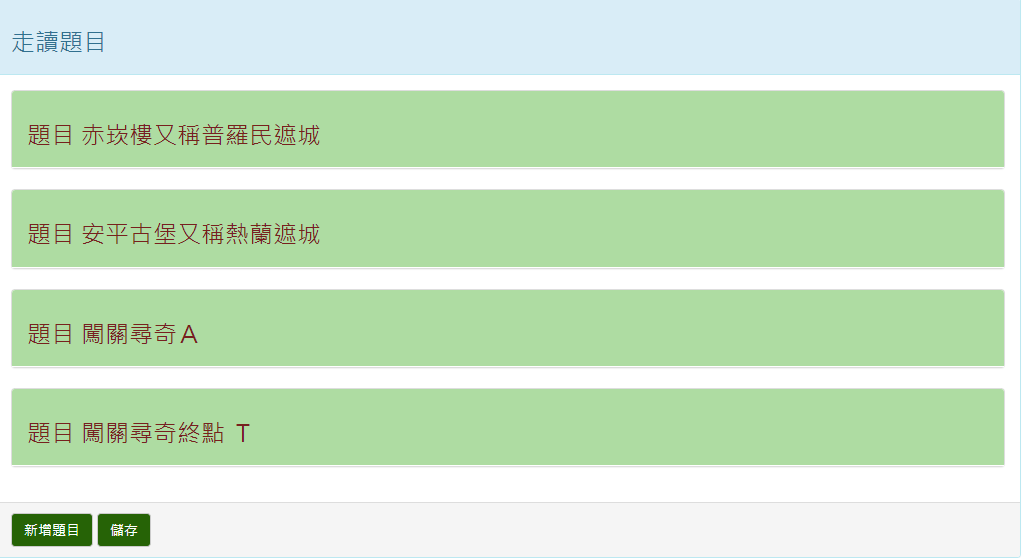 走讀題目
題目 赤崁樓又稱普羅民遮城
題目 安平古堡又稱熱蘭遮城
題目 闖關尋奇A
題目 闖關尋奇終點 T
新增題目 儲存